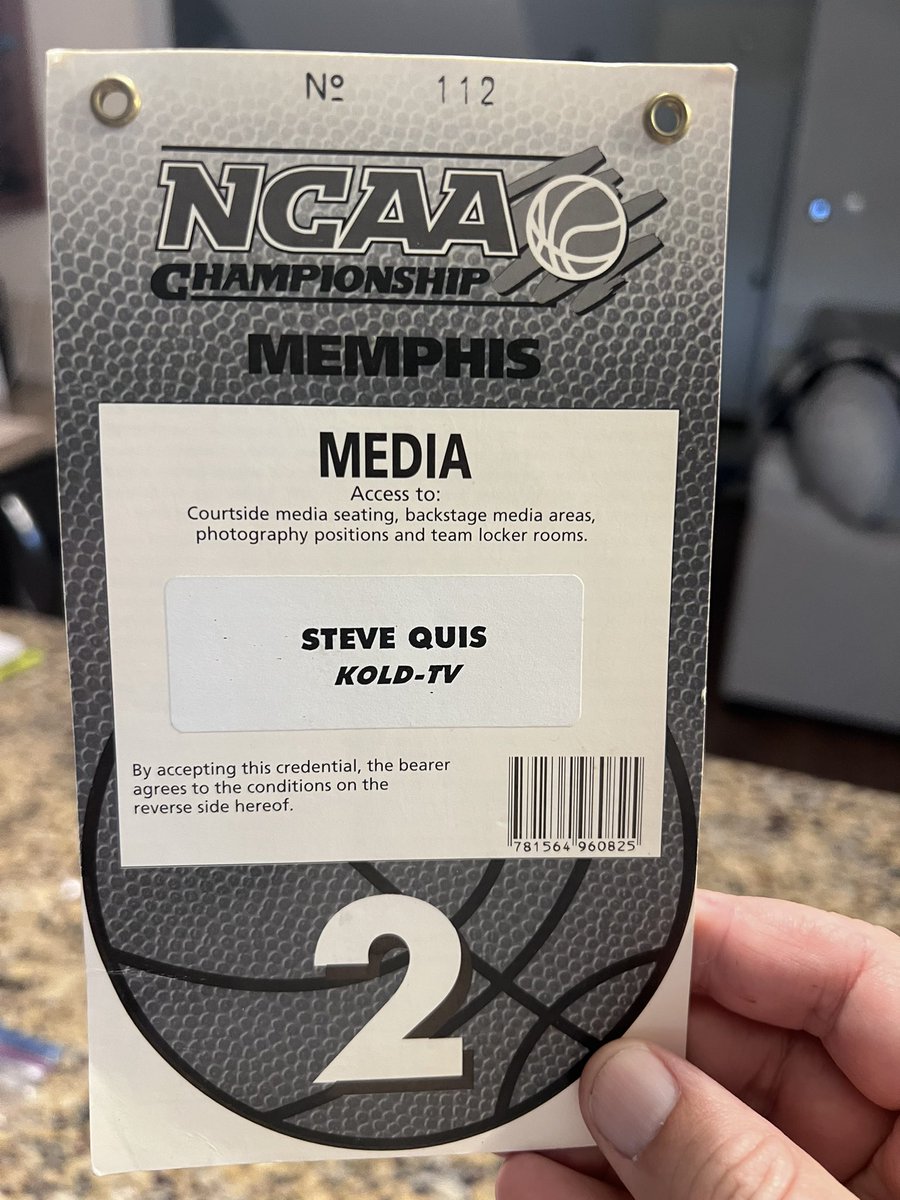 Nº 112
NCAA
CHAMPIONSHIP
MEMPHIS
MEDIA
Access to:
Courtside media seating, backstage media areas,
photography positions and team locker rooms.
STEVE QUIS
KOLD-TV
By accepting this credential, the bearer
agrees to the conditions on the
reverse side hereof.
781564 960825
2